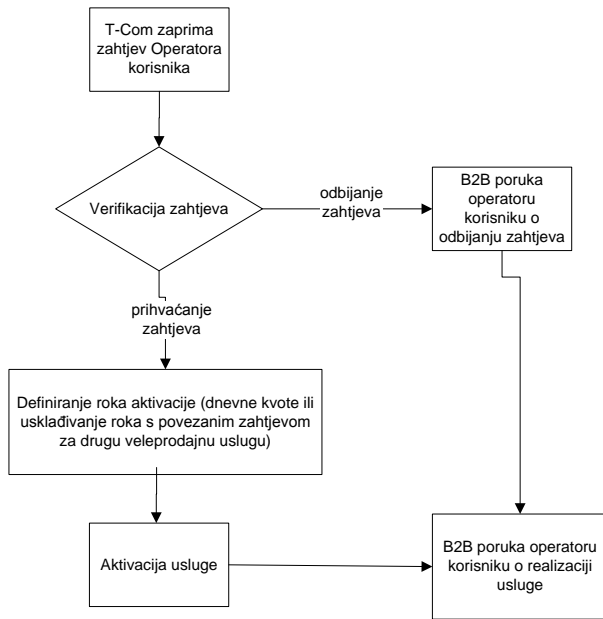 T-Com zaprima
zahtjev Operatora
korisnika
Verifikacija zahtjeva
odbijanje
zahtjeva
B2B poruka
operatoru
korisniku o
odbijanju zahtjeva
prihvaćanje
zahtjeva
Definiranje roka aktivacije (dnevne kvote ili
usklađivanje roka s povezanim zahtjevom
za drugu veleprodajnu uslugu)
Aktivacija usluge
B2B poruka operatoru
korisniku o realizaciji
usluge